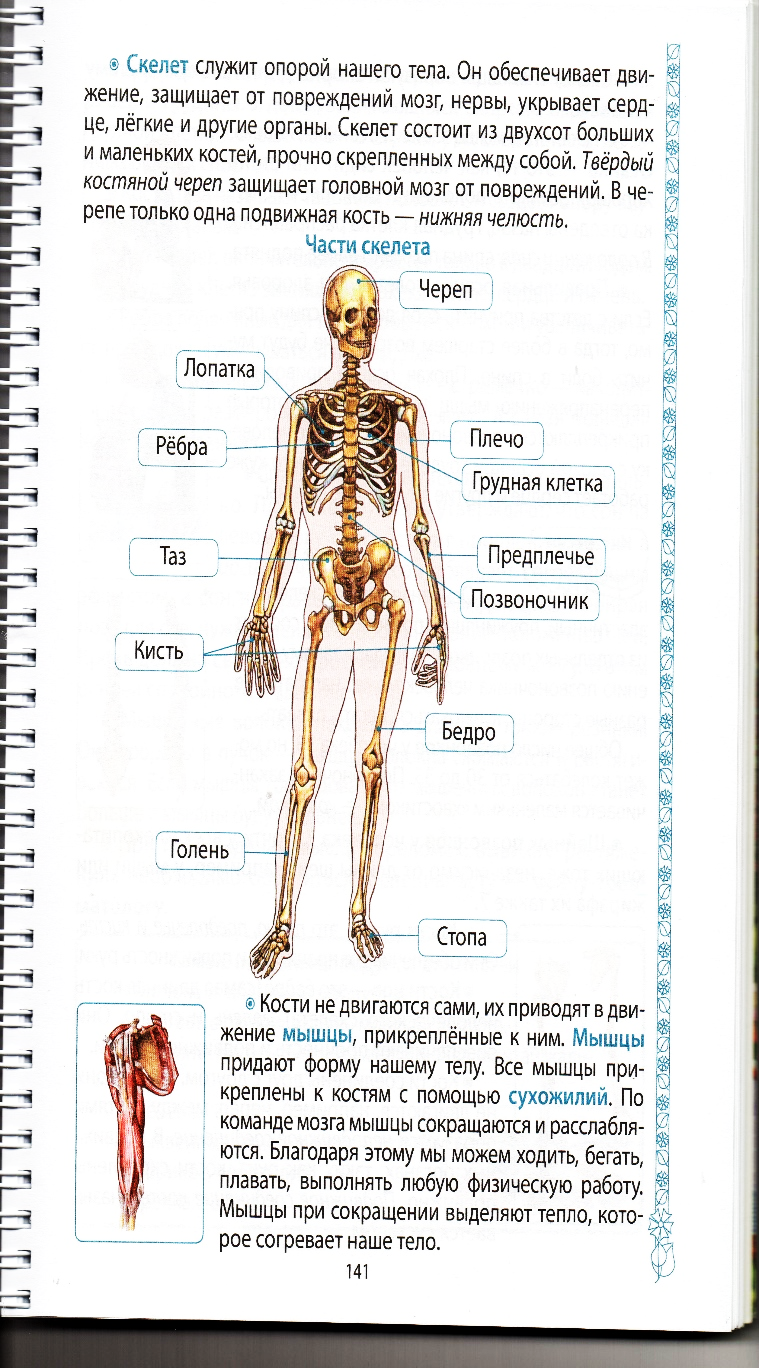 Скелет служит опорой нашего тела. Он обеспечивает дви-
жение, защищает от повреждений мозг, нервы, укрывает серд-
це, лёгкие и другие органы. Скелет состоит из двухсот больших
и маленьких костей, прочно скрепленных между собой. Твёрдый
костяной череп защищает головной мозг от повреждений. В че-
репе только одна подвижная кость — нижняя челюсть.
Части скелета
Череп
Лопатка
Плечо
Рёбра
Грудная клетка
Таз
Предплечье
Позвоночник
Кисть
Бедро
Голень
Стопа
Кости не двигаются сами, их приводят в дви-
жение мышцы, прикреплённые к ним. Мышцы
придают форму нашему телу. Все мышцы при-
креплены к костям с помощью сухожилий. По
команде мозга мышцы сокращаются и расслабля-
ются. Благодаря этому мы можем ходить, бегать,
плавать, выполнять любую физическую работу.
Мышцы при сокращении выделяют тепло, кото-
рое согревает наше тело.
141